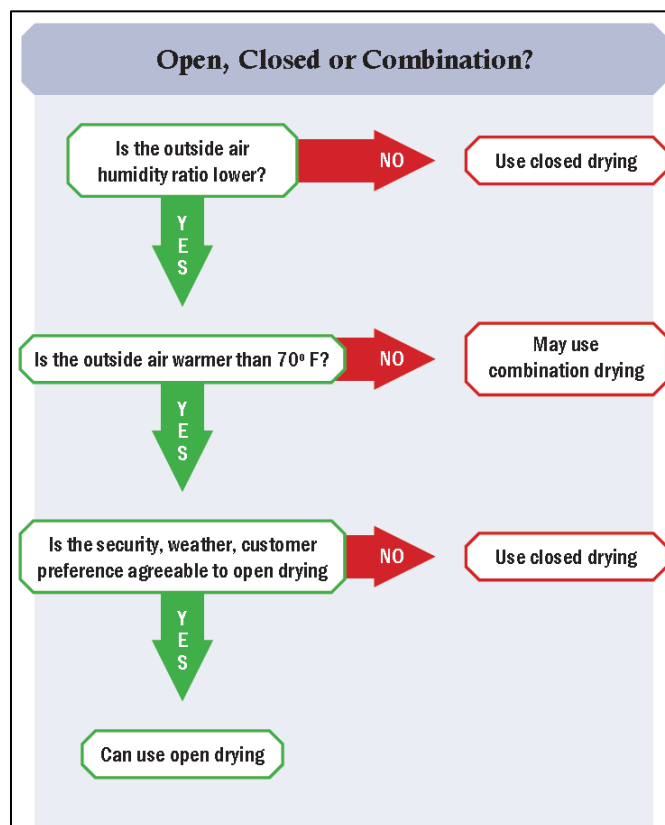 Open, Closed or Combination?
Is the outside air
humidity ratio lower?
NO
Use closed drying
YES
Is the outside air warmer than 70º F?
NO
May use
combination drying
YES
Is the security, weather, customer
preference agreeable to open drying
NO
Use closed drying
YES
Can use open drying